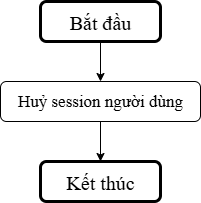 Bắt đầu
Huỷ session người dùng
Kết thúc